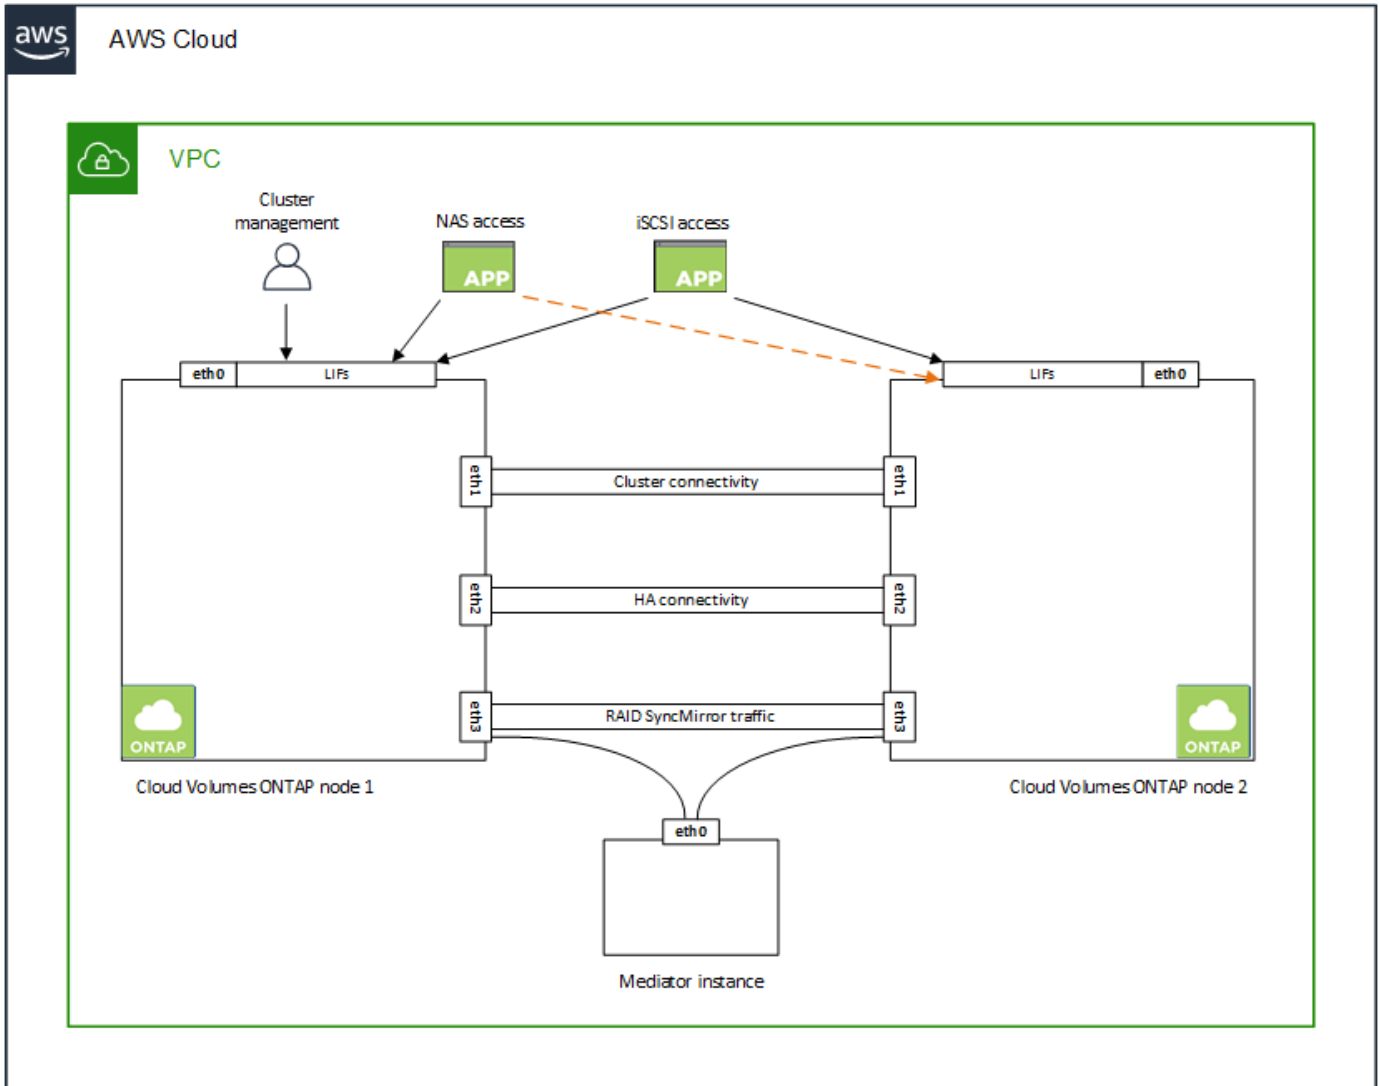 aws
AWS Cloud
VPC
Cluster
management
NAS access
iSCSI access
APP
APP
eth0
LIFs
LIFs
eth0
eth1
Cluster connectivity
eth1
eth2
HA connectivity
eth2
eth3
RAID SyncMirror traffic
eth3
ONTAP
ONTAP
Cloud Volumes ONTAP node 1
Cloud Volumes ONTAP node 2
eth0
Mediator instance